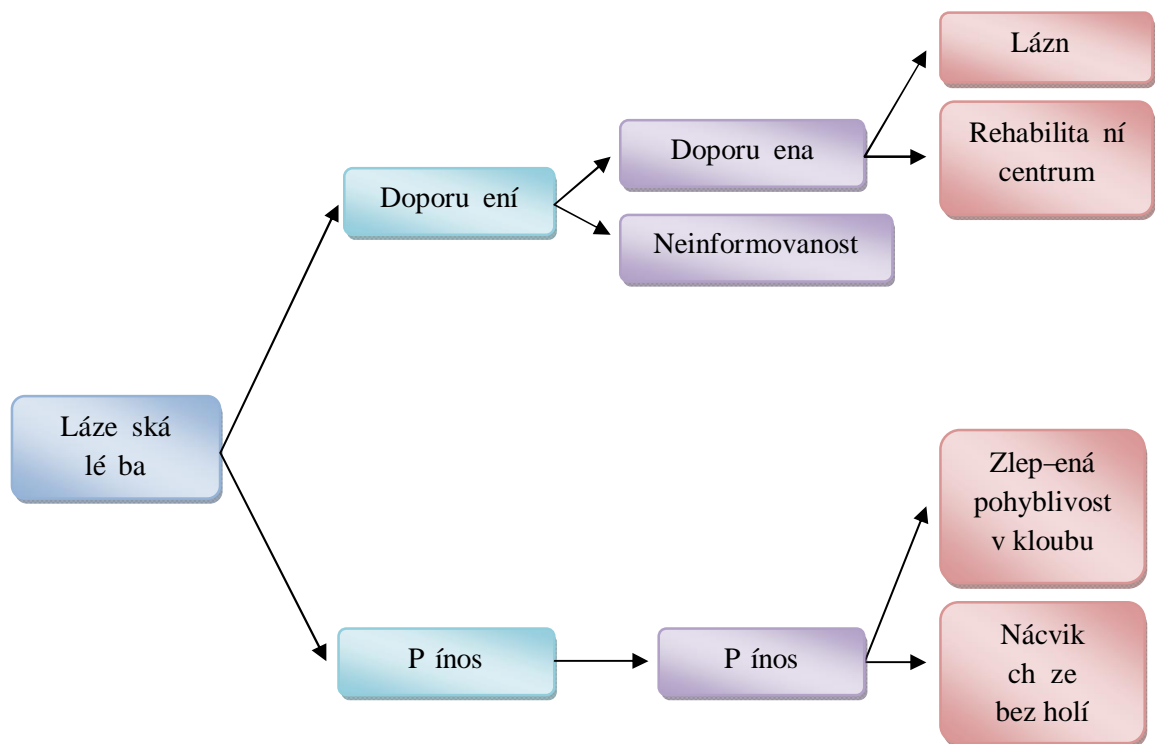 Lázn
Rehabilita ní
centrum
Doporu ena
Doporu ení
Neinformovanost
Láze ská
lé ba
Zlep–ená
pohyblivost
v kloubu
P ínos
P ínos
Nácvik
ch ze
bez holí